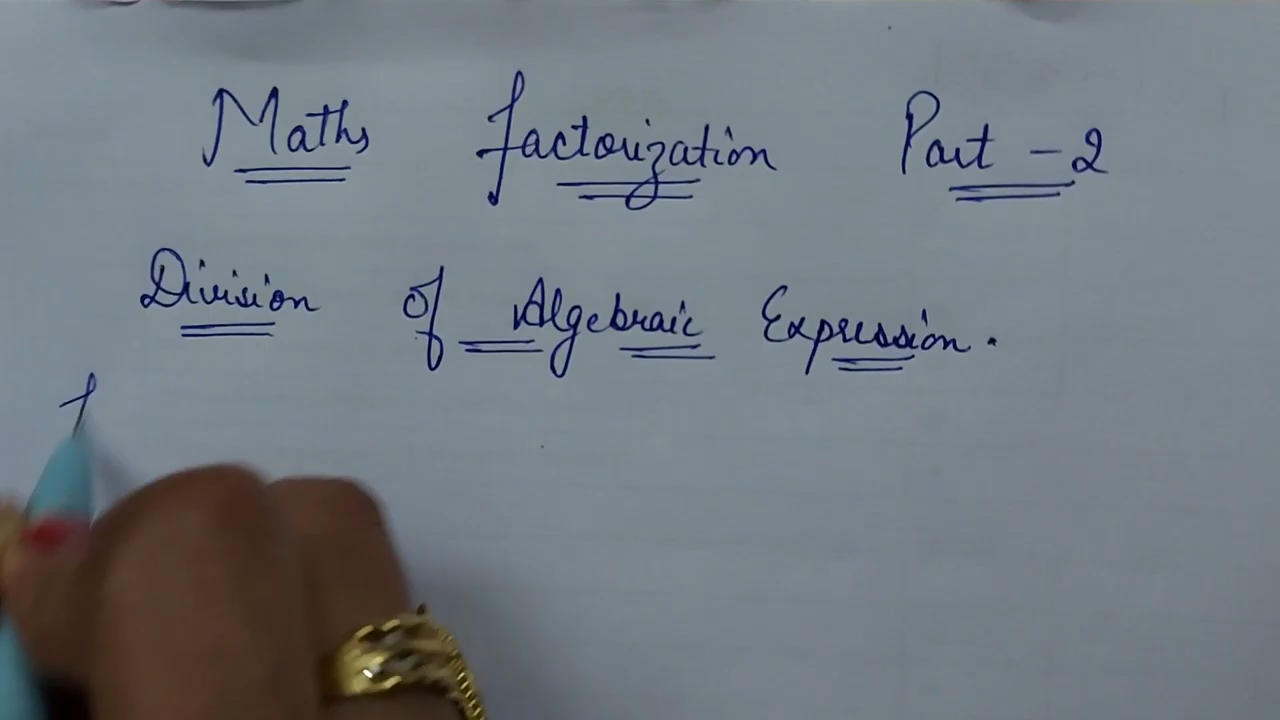 Maths factorization Part - 2
Division of Algebraic Expression.